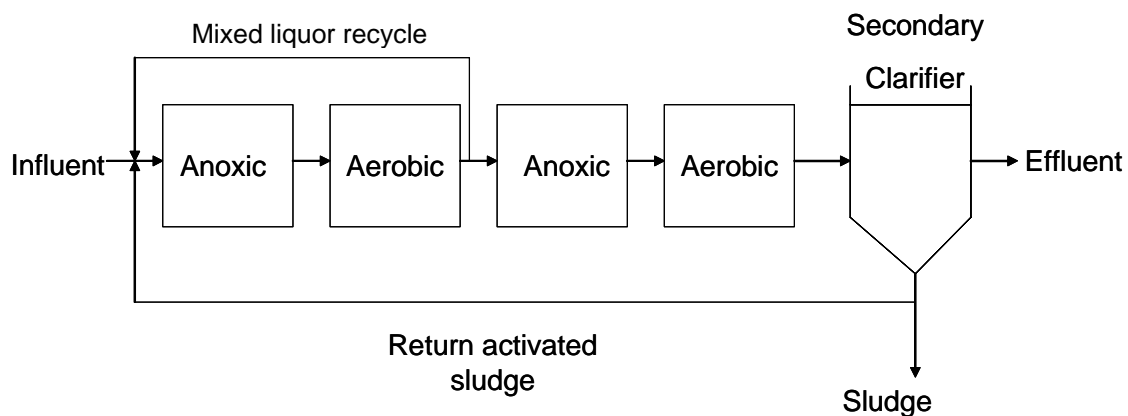 Mixed liquor recycle
Secondary
Clarifier
Influent
Anoxic
Aerobic
Anoxic
Aerobic
Effluent
Return activated
sludge
Sludge